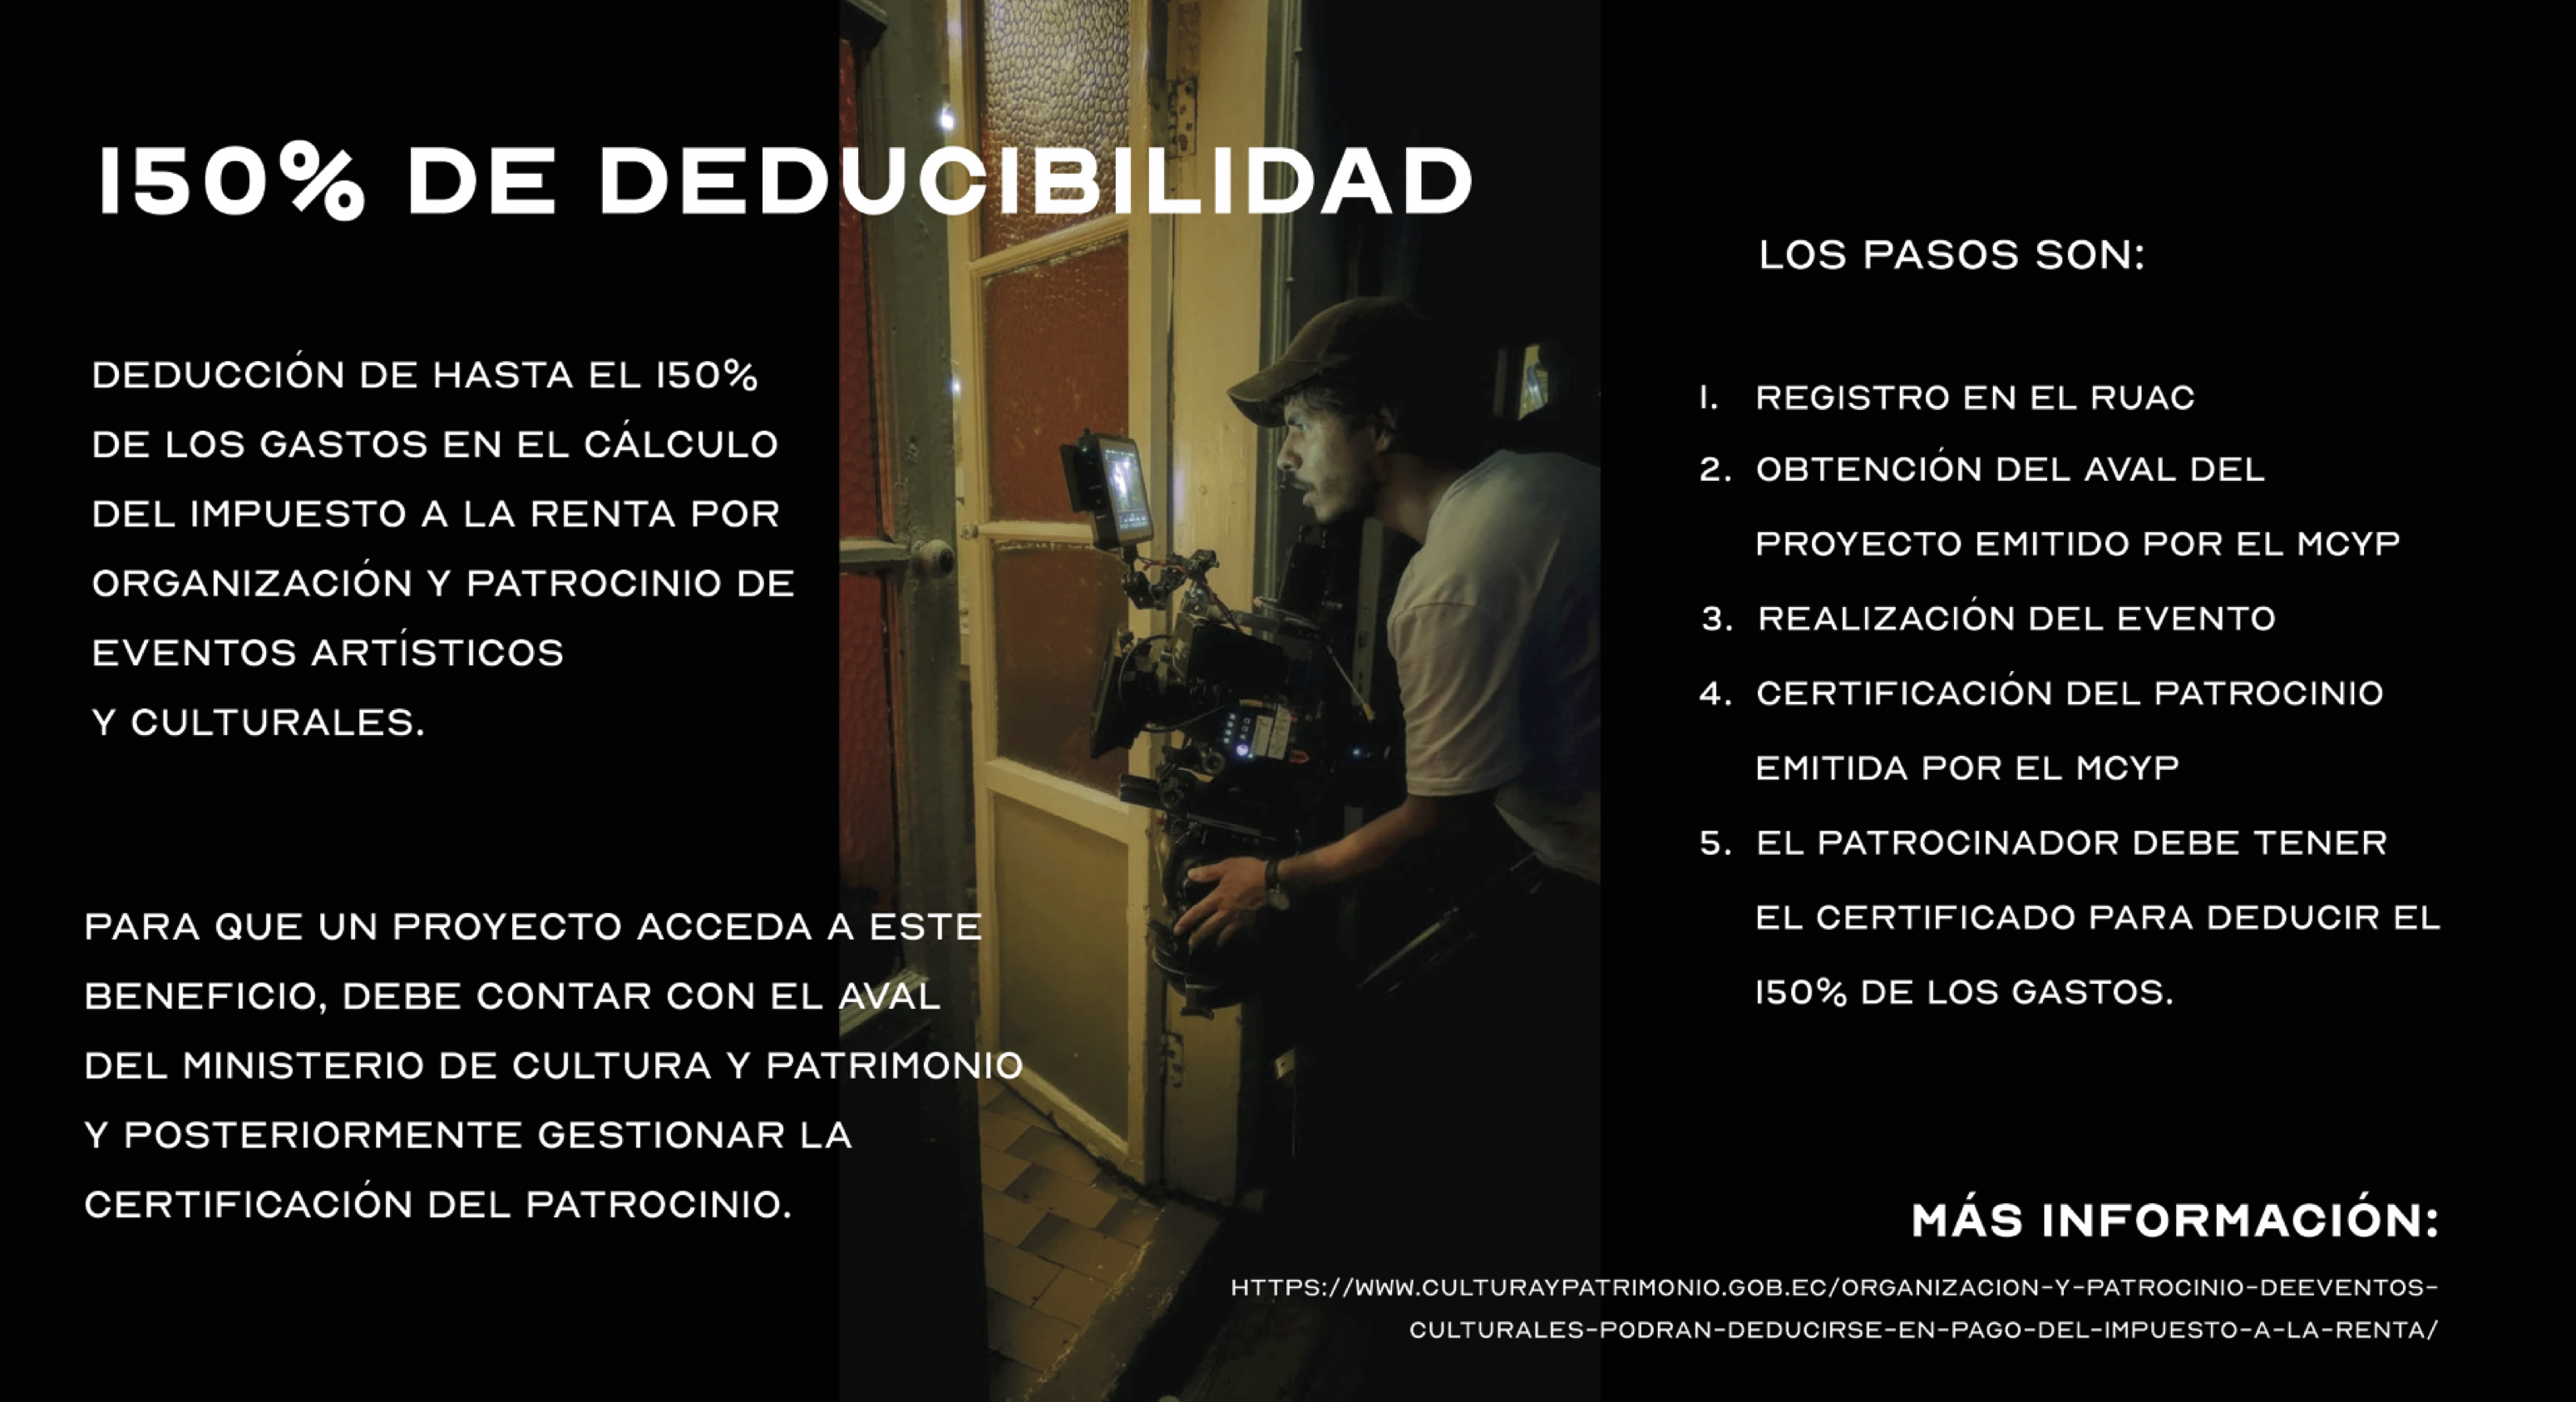 150% DE DEDUCIBILIDAD
DEDUCCIÓN DE HASTA EL 150%
DE LOS GASTOS EN EL CÁLCULO
DEL IMPUESTO A LA RENTA POR
ORGANIZACIÓN Y PATROCINIO DE
EVENTOS ARTÍSTICOS
Y CULTURALES.
PARA QUE UN PROYECTO ACCEDA A ESTE
BENEFICIO, DEBE CONTAR CON EL AVAL
DEL MINISTERIO DE CULTURA Y PATRIMONIO
Y POSTERIORMENTE GESTIONAR LA
CERTIFICACIÓN DEL PATROCINIO.
LOS PASOS SON:
1. REGISTRO EN EL RUAC
2. OBTENCIÓN DEL AVAL DEL
PROYECTO EMITIDO POR EL MCYP
3. REALIZACIÓN DEL EVENTO
4. CERTIFICACIÓN DEL PATROCINIO
EMITIDA POR EL MCYP
5. EL PATROCINADOR DEBE TENER
EL CERTIFICADO PARA DEDUCIR EL
150% DE LOS GASTOS.
MÁS INFORMACIÓN:
HTTPS://WWW.CULTURAYPATRIMONIO.GOB.EC/ORGANIZACION-Y-PATROCINIO-DEEVENTOS-
CULTURALES-PODRAN-DEDUCIRSE-EN-PAGO-DEL-IMPUESTO-A-LA-RENTA/